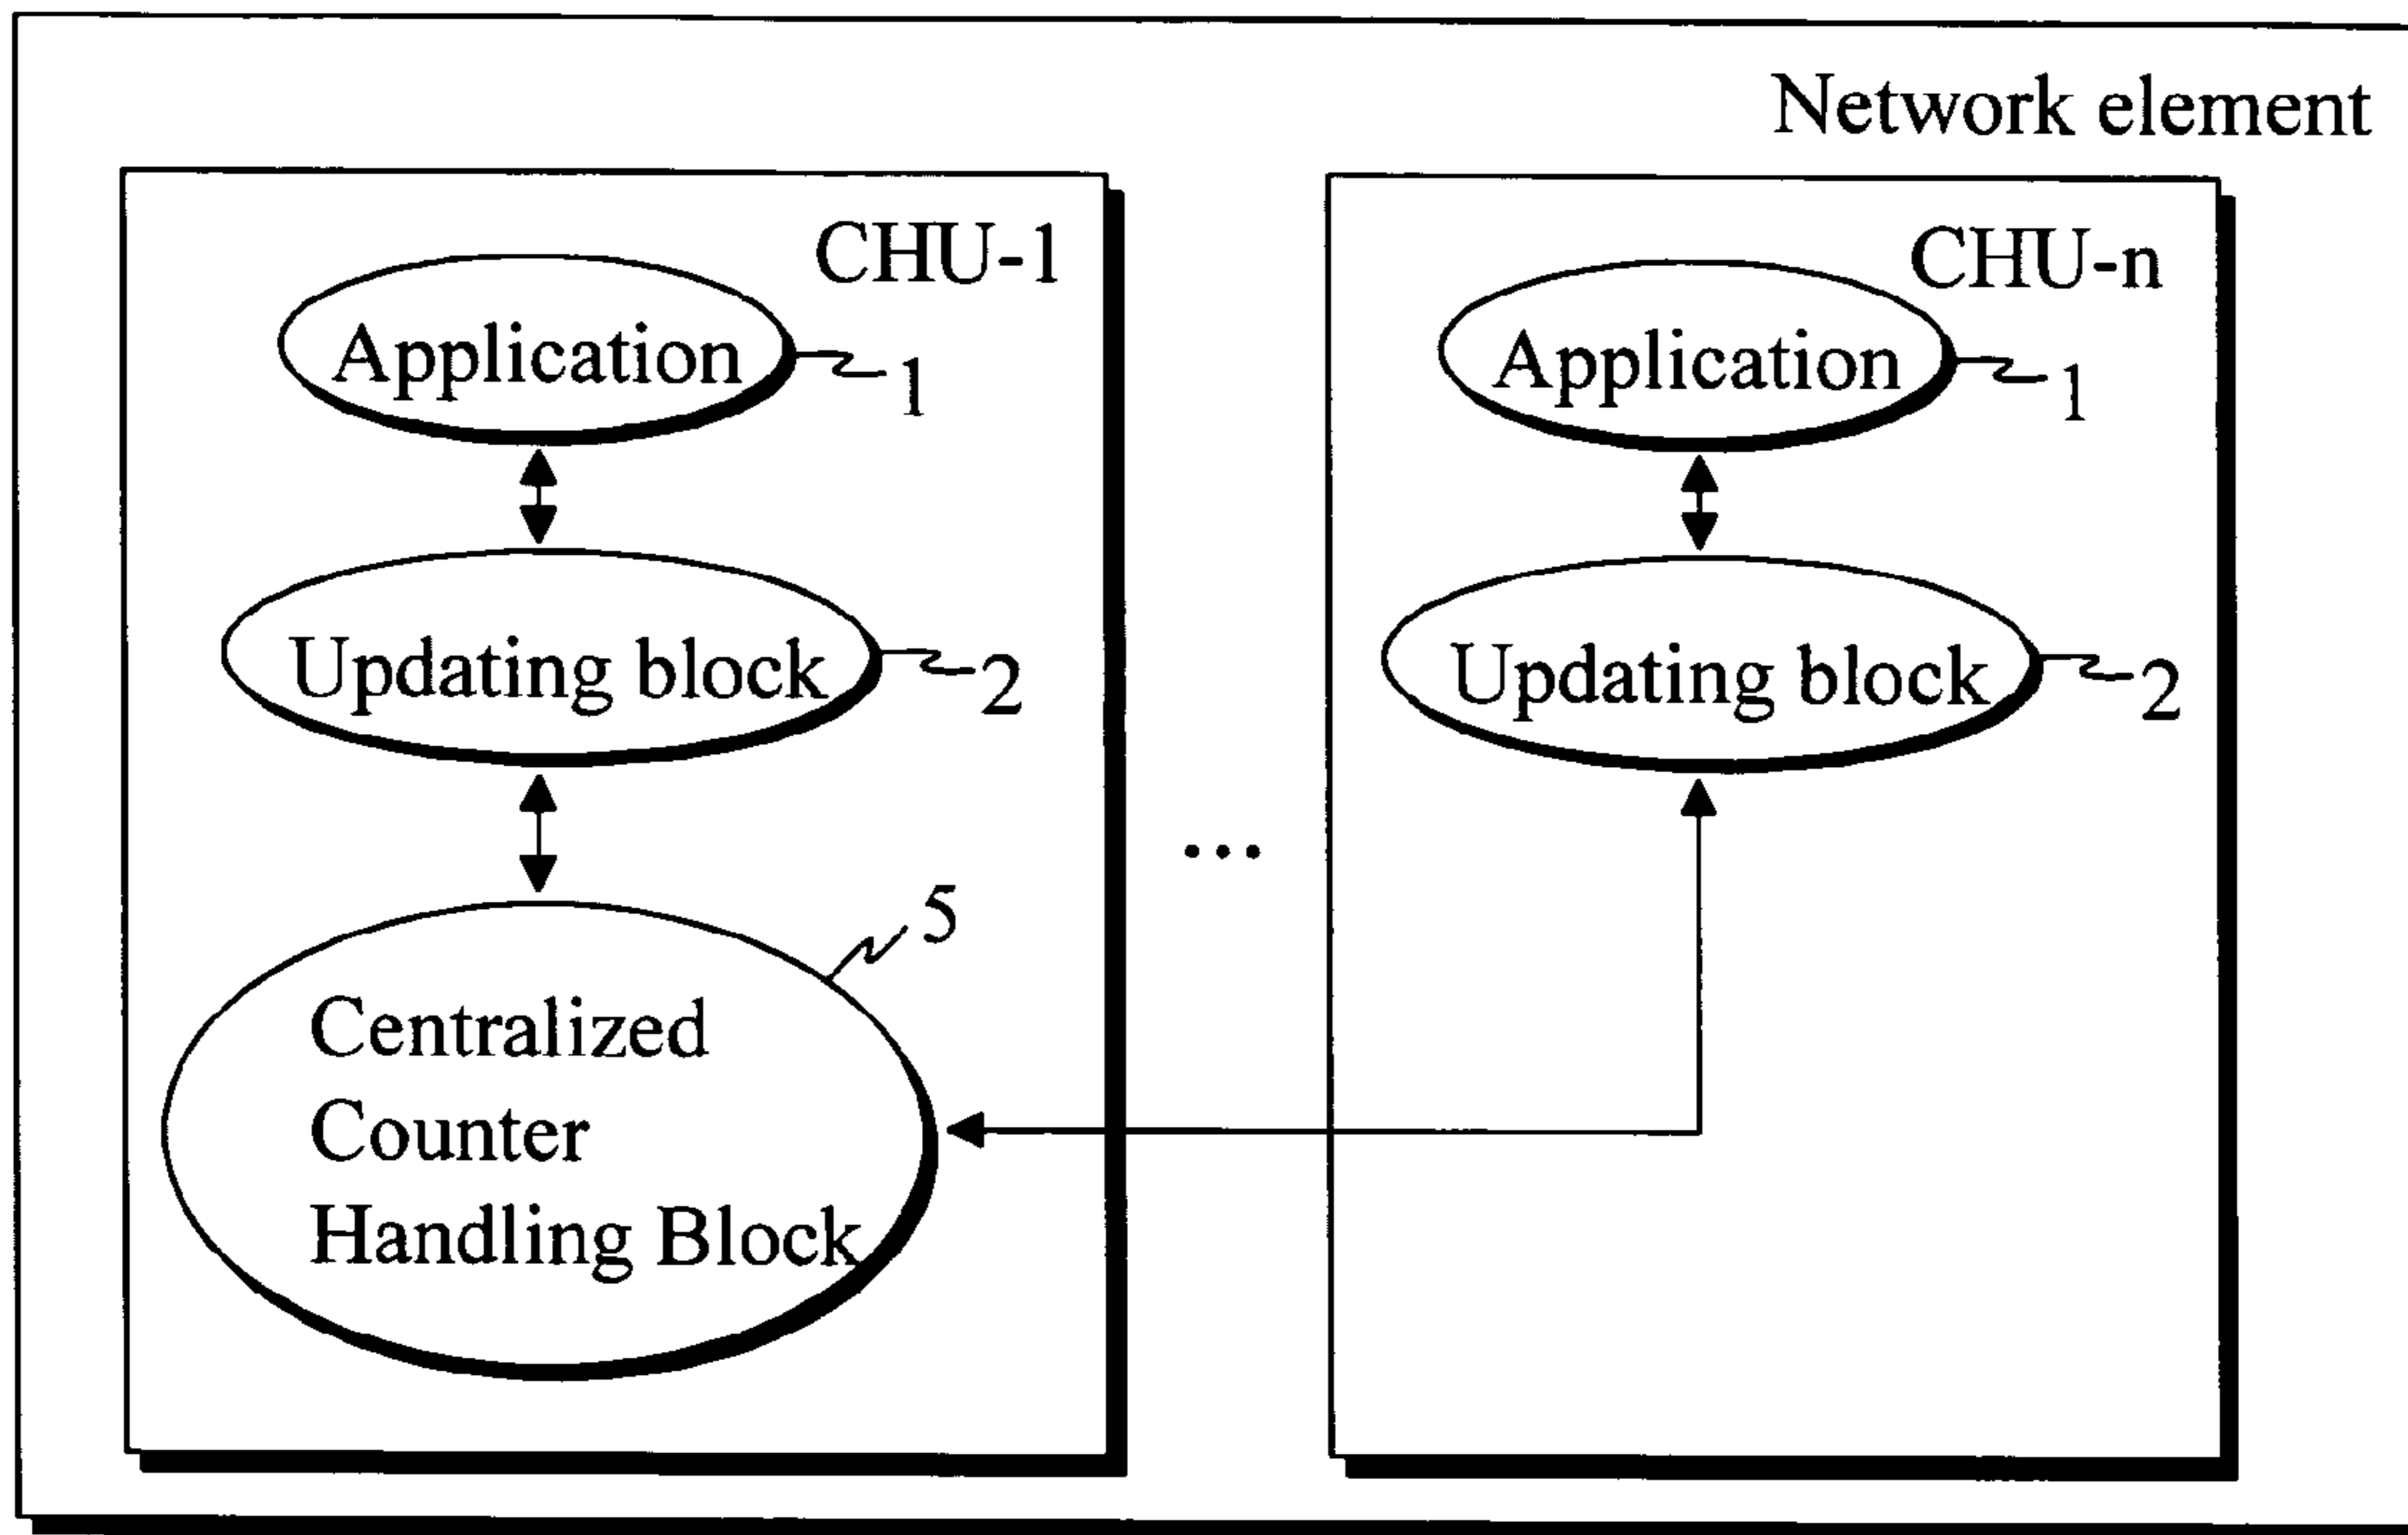 Network element
CHU-1
Application
1
Updating block
2
5
Centralized
Counter
Handling Block
...
CHU-n
Application
1
Updating block
2